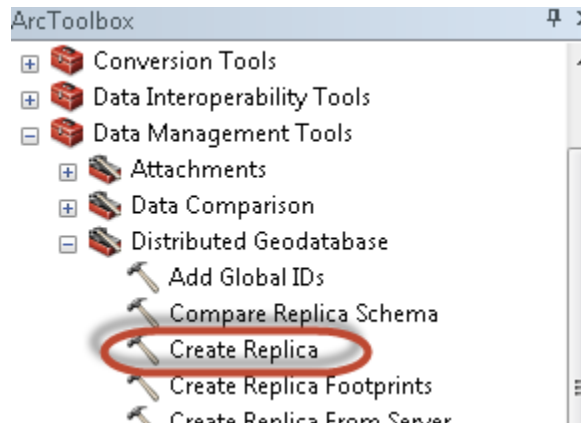 ArcToolbox
Conversion Tools
Data Interoperability Tools
Data Management Tools
Attachments
Data Comparison
Distributed Geodatabase
Add Global IDs
Compare Replica Schema
Create Replica
Create Replica Footprints
Create Replica From Server